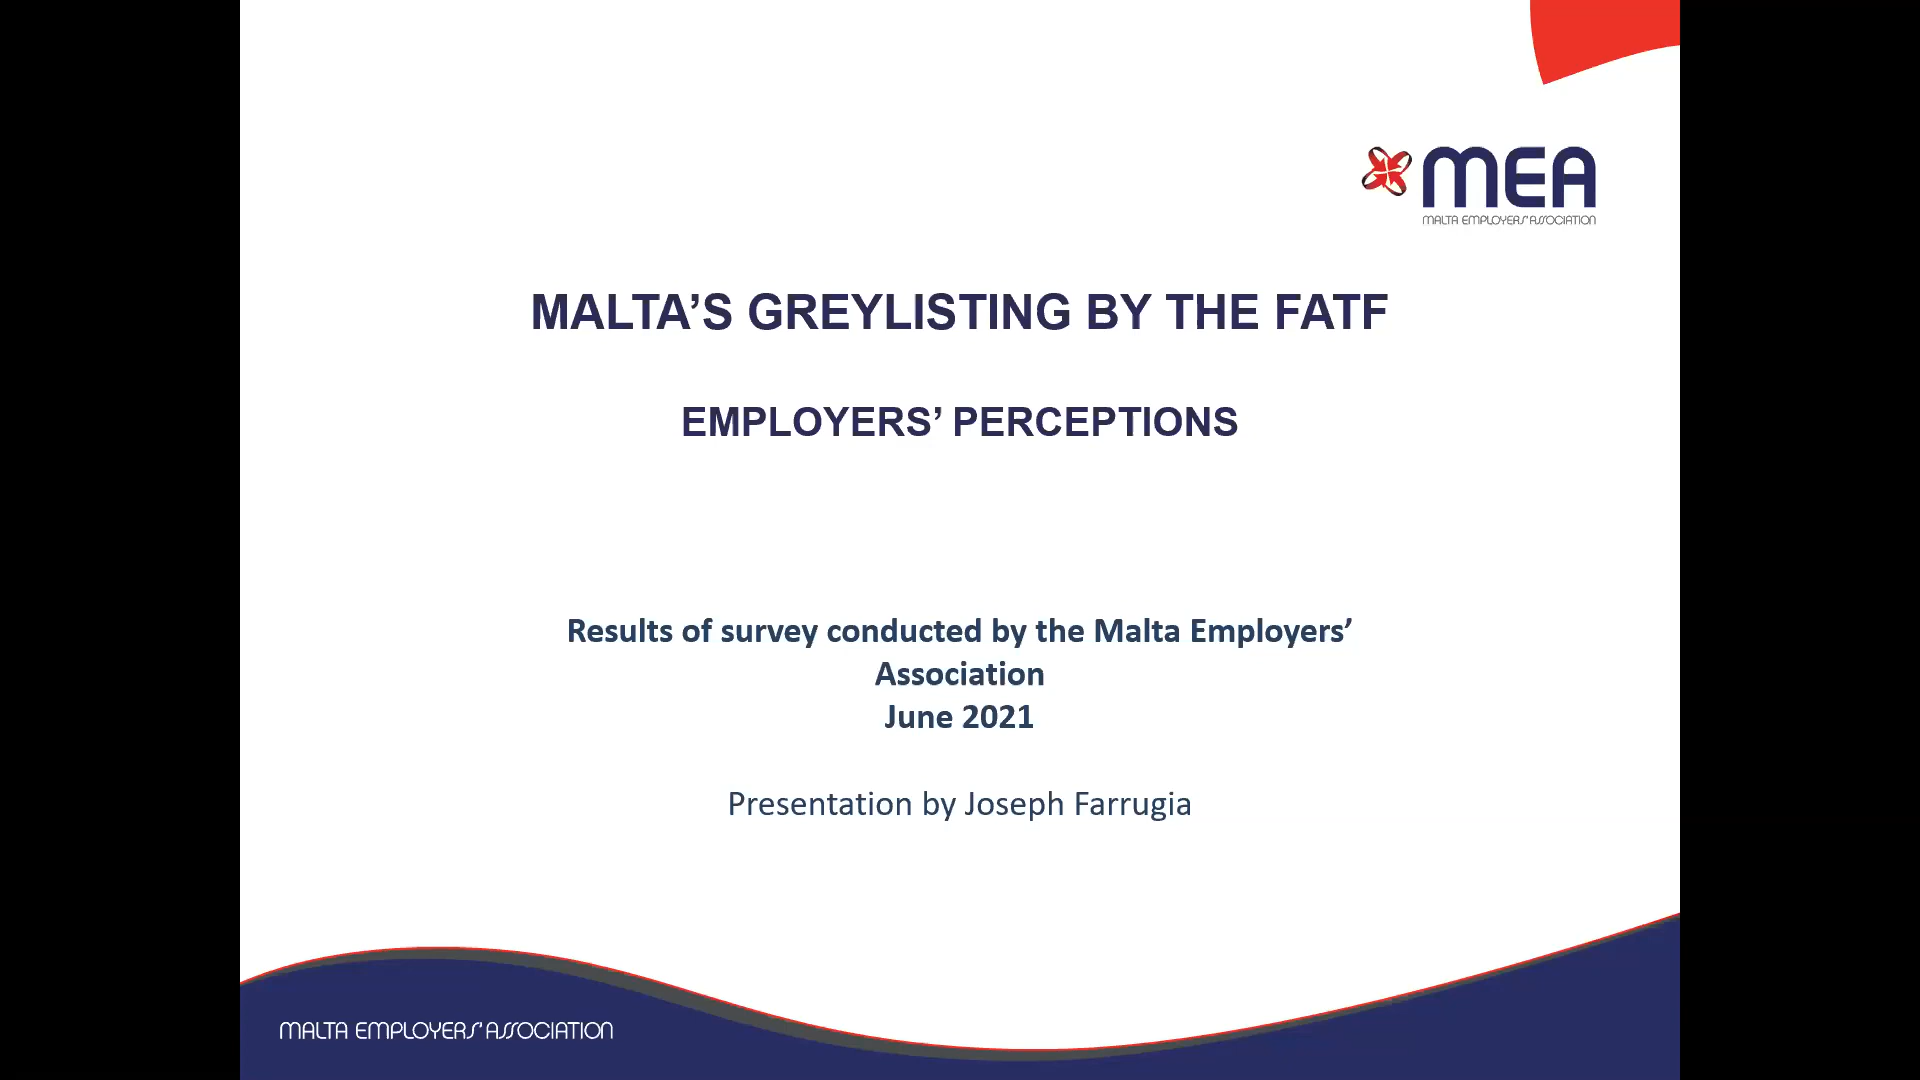 MEA
MALTA EMPLOYERS' ASSOCIATION
MALTA’S GREYLISTING BY THE FATF
EMPLOYERS’ PERCEPTIONS
Results of survey conducted by the Malta Employers’
Association
June 2021
Presentation by Joseph Farrugia
MALTA EMPLOYERS' ASSOCIATION